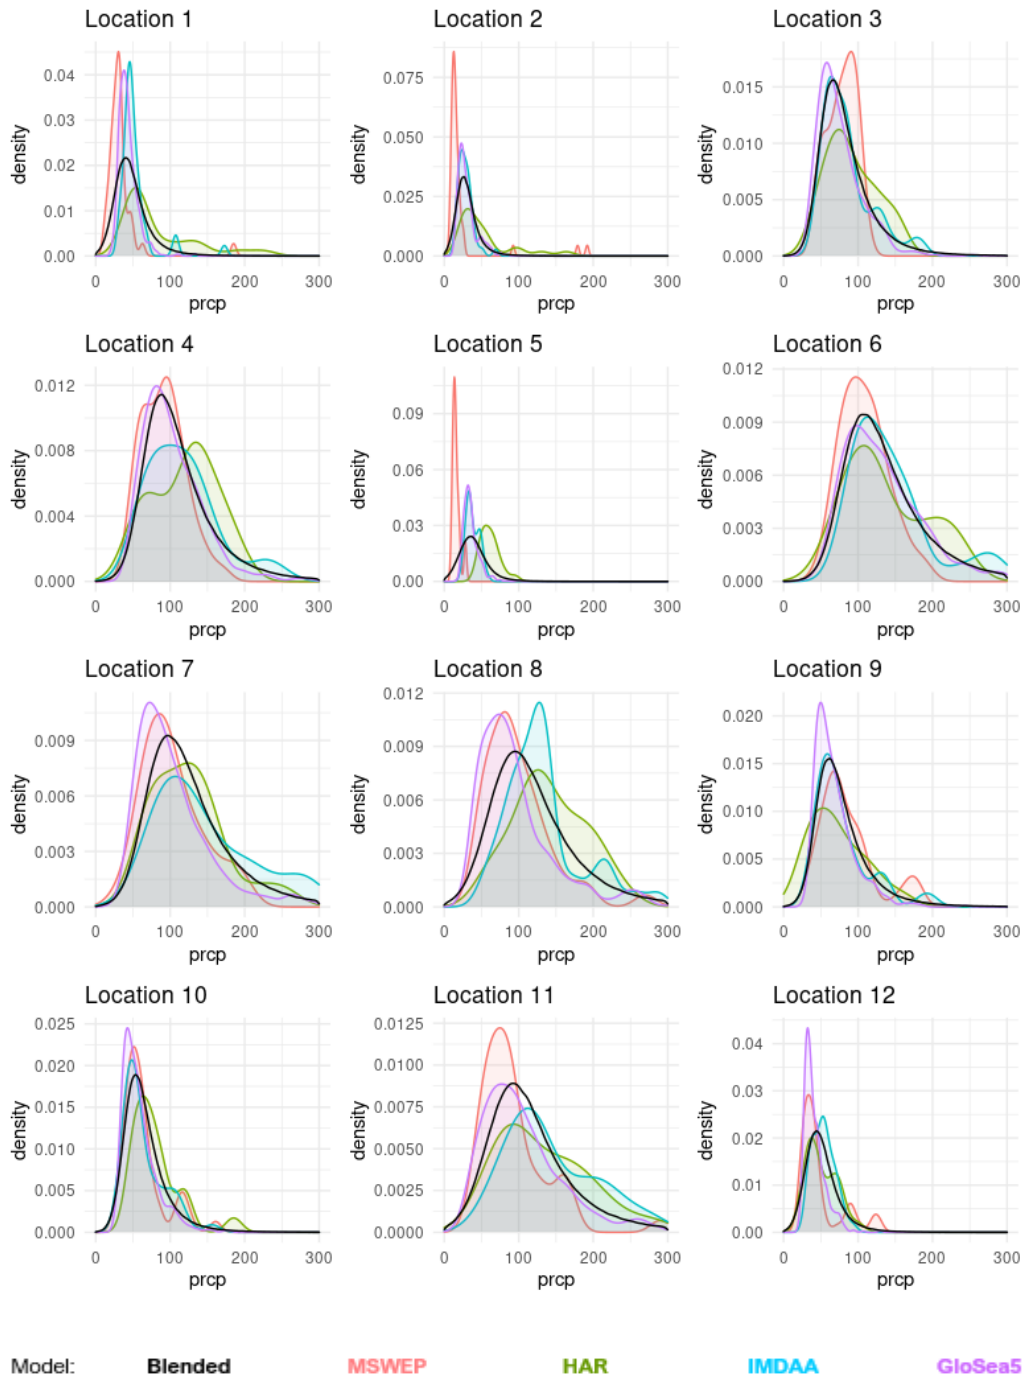 Location 1
Location 2
Location 3
density
0.04
0.03
0.02
0.01
0.00
0 100 200 300
prcp
density
0.075
0.050
0.025
0.000
0 100 200 300
prcp
density
0.015
0.010
0.005
0.000
0 100 200 300
prcp
Location 4
Location 5
Location 6
density
0.012
0.008
0.004
0.000
0 100 200 300
prcp
density
0.09
0.06
0.03
0.00
0 100 200 300
prcp
density
0.012
0.009
0.006
0.003
0.000
0 100 200 300
prcp
Location 7
Location 8
Location 9
density
0.009
0.006
0.003
0.000
0 100 200 300
prcp
density
0.012
0.009
0.006
0.003
0.000
0 100 200 300
prcp
density
0.020
0.015
0.010
0.005
0.000
0 100 200 300
prcp
Location 10
Location 11
Location 12
density
0.025
0.020
0.015
0.010
0.005
0.000
0 100 200 300
prcp
density
0.0125
0.0100
0.0075
0.0050
0.0025
0.0000
0 100 200 300
prcp
density
0.04
0.03
0.02
0.01
0.00
0 100 200 300
prcp
Model: Blended MSWEP HAR IMDAA GloSea5